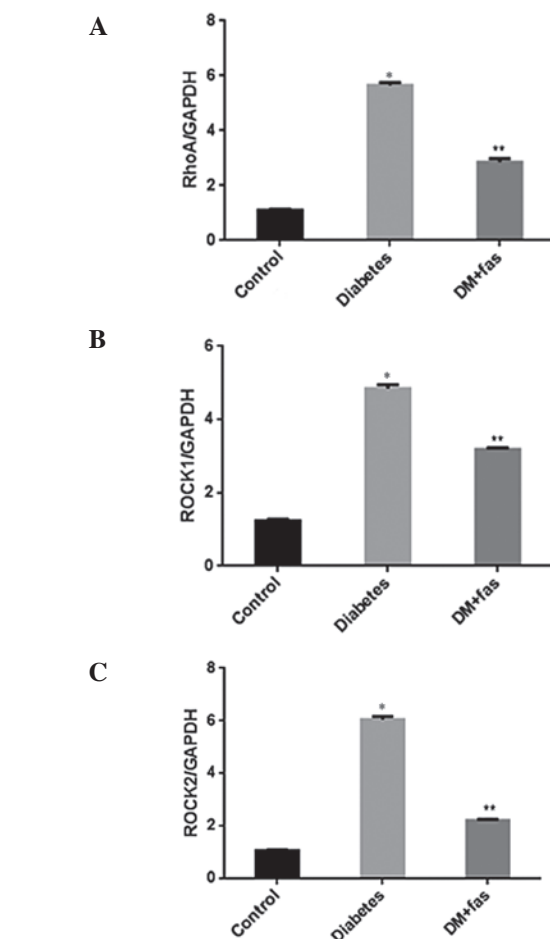 A
RhoA/GAPDH
8
6
4
2
0
*
**
Control
Diabetes
DM+fas
B
ROCK1/GAPDH
6
4
2
0
*
**
Control
Diabetes
DM+fas
C
ROCK2/GAPDH
8
6
4
2
0
*
**
Control
Diabetes
DM+fas